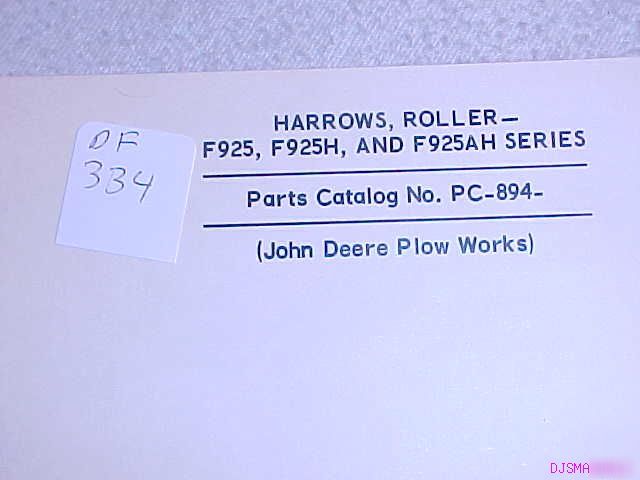 HARROWS, ROLLER—
F925, F925H, AND F925AH SERIES
Parts Catalog No. PC-894-
(John Deere Plow Works)
DF
334
DJSMA